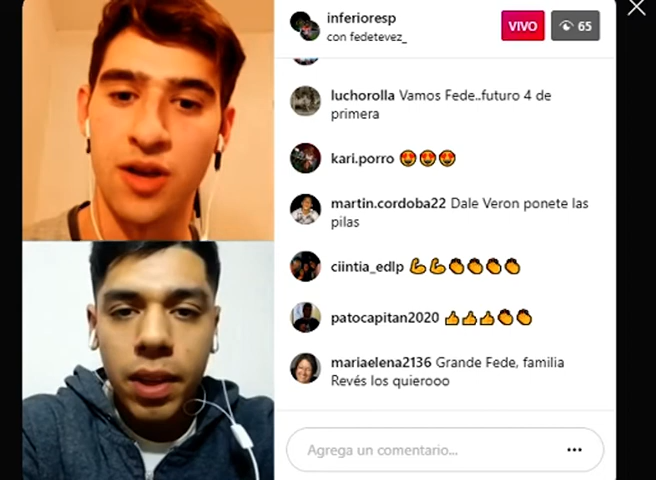 inferioresp
con fedetevez_
VIVO
65
luchorolla Vamos Fede..futuro 4 de
primera
kari.porro 😍😍😍
martin.cordoba22 Dale Veron ponete las
pilas
ciintia_edlp 💪💪👏👏👏👏
patocapitan2020 👍👍👍👏👏
mariaelena2136 Grande Fede, familia
Revés los quierooo
Agrega un comentario...